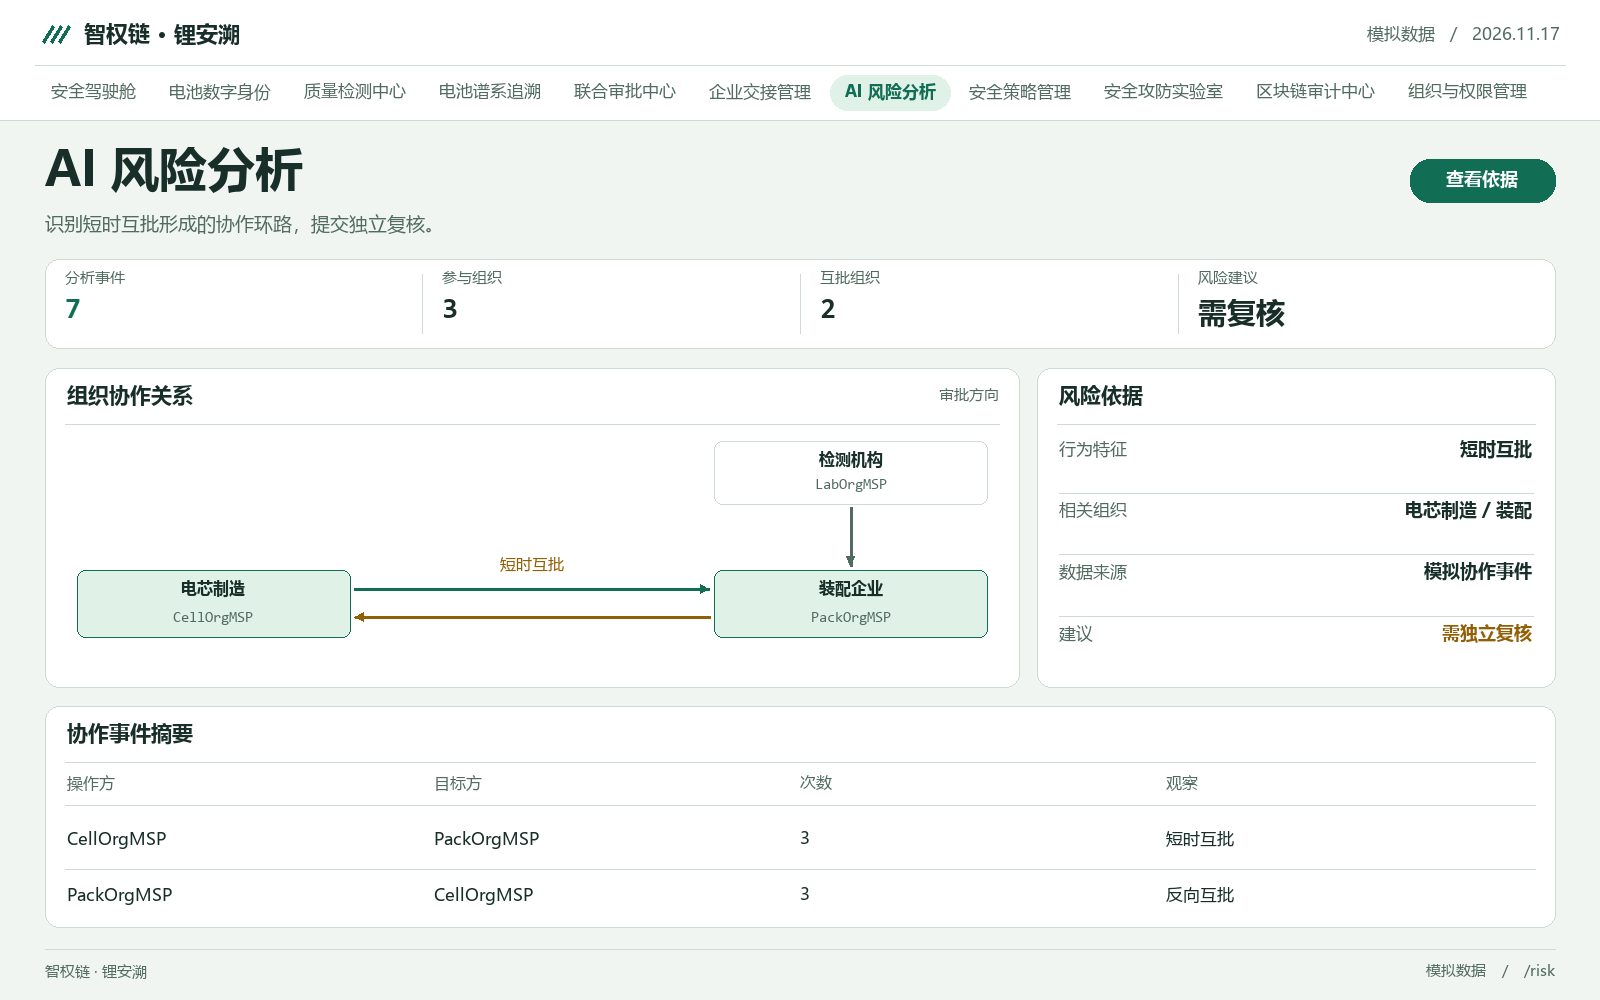 智权链·锂安溯
模拟数据 / 2026.11.17
安全驾驶舱 电池数字身份 质量检测中心 电池谱系追溯 联合审批中心 企业交接管理 AI 风险分析 安全策略管理 安全攻防实验室 区块链审计中心 组织与权限管理
AI 风险分析
查看依据
识别短时互批形成的协作环路，提交独立复核。
分析事件
7
参与组织
3
互批组织
2
风险建议
需复核
组织协作关系
审批方向
检测机构
LabOrgMSP
短时互批
电芯制造
CellOrgMSP
装配企业
PackOrgMSP
风险依据
行为特征 短时互批
相关组织 电芯制造 / 装配
数据来源 模拟协作事件
建议 需独立复核
协作事件摘要
操作方 目标方 次数 观察
CellOrgMSP PackOrgMSP 3 短时互批
PackOrgMSP CellOrgMSP 3 反向互批
智权链·锂安溯
模拟数据 / /risk